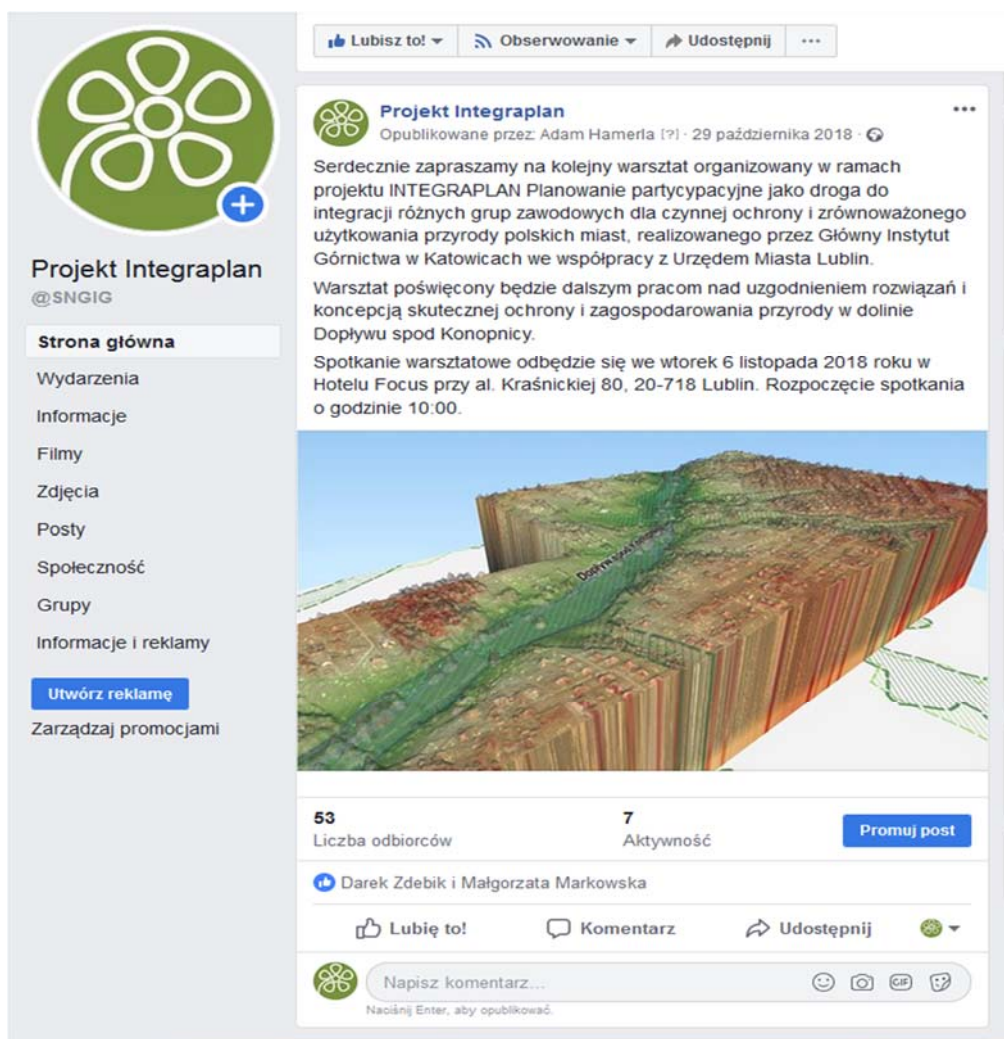 Lubisz to!
Obserwowanie
Udostępnij
Projekt Integraplan
@SNGIG
Strona główna
Wydarzenia
Informacje
Filmy
Zdjęcia
Posty
Społeczność
Grupy
Informacje i reklamy
Utwórz reklamę
Zarządzaj promocjami
Projekt Integraplan
Opublikowane przez: Adam Hamerla [?] · 29 października 2018 ·
Serdecznie zapraszamy na kolejny warsztat organizowany w ramach
projektu INTEGRAPLAN Planowanie partycypacyjne jako droga do
integracji różnych grup zawodowych dla czynnej ochrony i zrównoważonego
użytkowania przyrody polskich miast, realizowanego przez Główny Instytut
Górnictwa w Katowicach we współpracy z Urzędem Miasta Lublin.
Warsztat poświęcony będzie dalszym pracom nad uzgodnieniem rozwiązań i
koncepcją skutecznej ochrony i zagospodarowania przyrody w dolinie
Dopływu spod Konopnicy.
Spotkanie warsztatowe odbędzie się we wtorek 6 listopada 2018 roku w
Hotelu Focus przy al. Kraśnickiej 80, 20-718 Lublin. Rozpoczęcie spotkania
o godzinie 10:00.
Dopływ spod Konopnicy
53
Liczba odbiorców
7
Aktywność
Promuj post
Darek Zdebik i Małgorzata Markowska
Lubię to!
Komentarz
Udostępnij
Napisz komentarz...
GIF
Naciśnij Enter, aby opublikować.